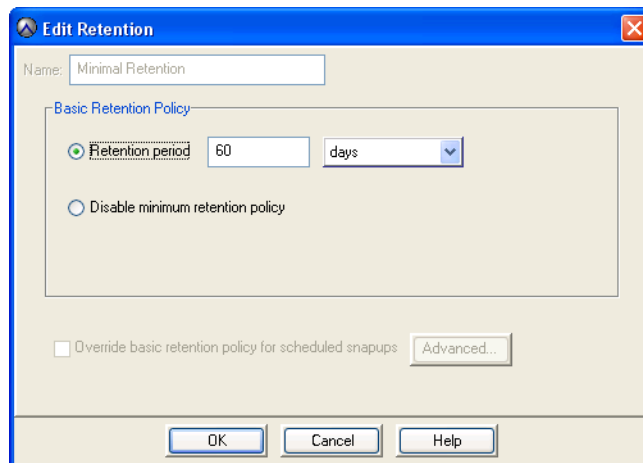 Edit Retention
Name: Minimal Retention
Basic Retention Policy
Retention period 60 days
Disable minimum retention policy
Override basic retention policy for scheduled snapups Advanced...
OK Cancel Help